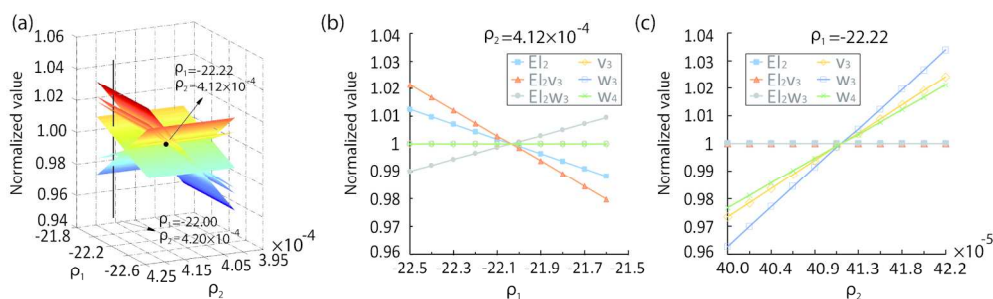 (a)
1.06
1.04
1.02
1.00
0.98
0.96
0.94
Normalized value
ρ₁=-22.22
ρ₂=4.12×10⁻⁴
ρ₁=-22.00
ρ₂=4.20×10⁻⁴
-21.8
-22.2
-22.6
ρ₁
4.25
4.15
4.05
3.95
×10⁻⁴
ρ₂
(b)
ρ₂=4.12×10⁻⁴
1.04
1.03
1.02
1.01
1
0.99
0.98
0.97
0.96
Normalized value
EI₂ v₃
EI₂v₃ w₃
EI₂w₃ w₄
22.5 -22.3 -22.1 -21.9 -21.7 -21.5
ρ₁
(c)
ρ₁=-22.22
1.04
1.03
1.02
1.01
1
0.99
0.98
0.97
0.96
Normalized value
EI₂ v₃
EI₂v₃ w₃
EI₂w₃ w₄
×10⁻⁵
40.0 40.4 40.9 41.3 41.8 42.2
ρ₂